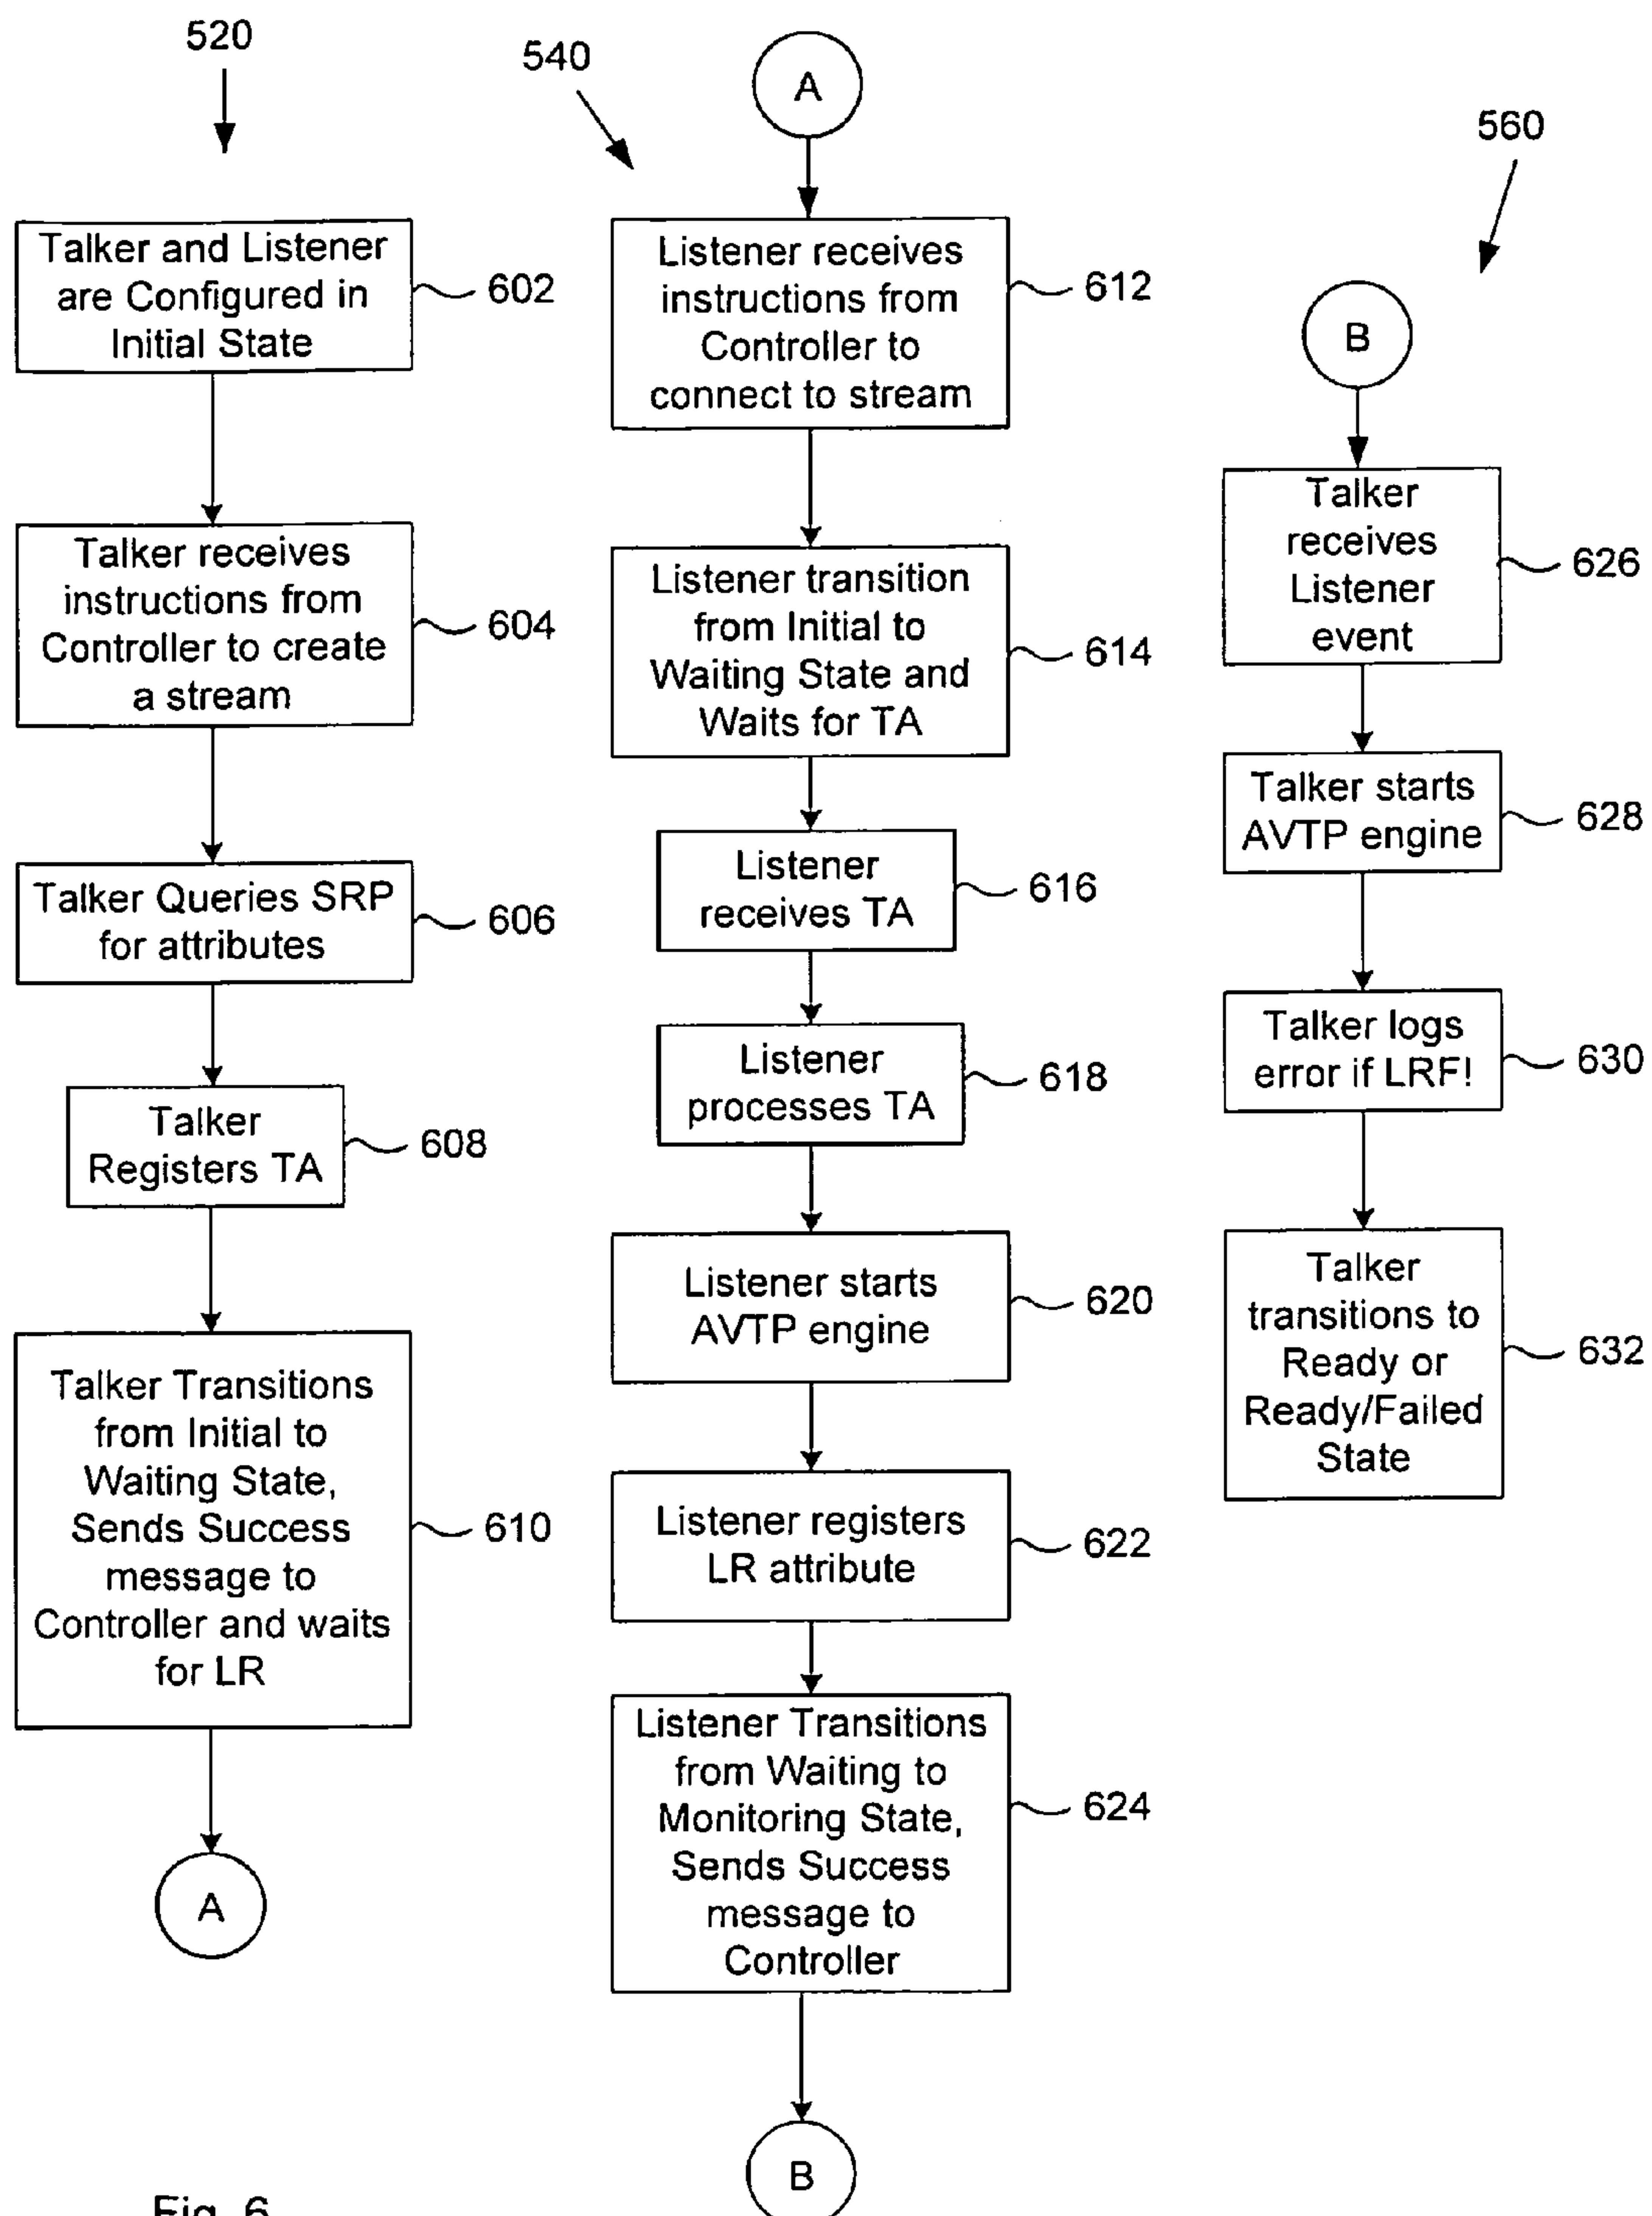 520
Talker and Listener
are Configured in
Initial State
602
Talker receives
instructions from
Controller to create
a stream
604
Talker Queries SRP
for attributes
606
Talker
Registers TA
608
Talker Transitions
from Initial to
Waiting State,
Sends Success
message to
Controller and waits
for LR
610
A
540
A
Listener receives
instructions from
Controller to
connect to stream
612
Listener transition
from Initial to
Waiting State and
Waits for TA
614
Listener
receives TA
616
Listener
processes TA
618
Listener starts
AVTP engine
620
Listener registers
LR attribute
622
Listener Transitions
from Waiting to
Monitoring State,
Sends Success
message to
Controller
624
B
560
B
Talker
receives
Listener
event
626
Talker starts
AVTP engine
628
Talker logs
error if LRF!
630
Talker
transitions to
Ready or
Ready/Failed
State
632
Fig. 6